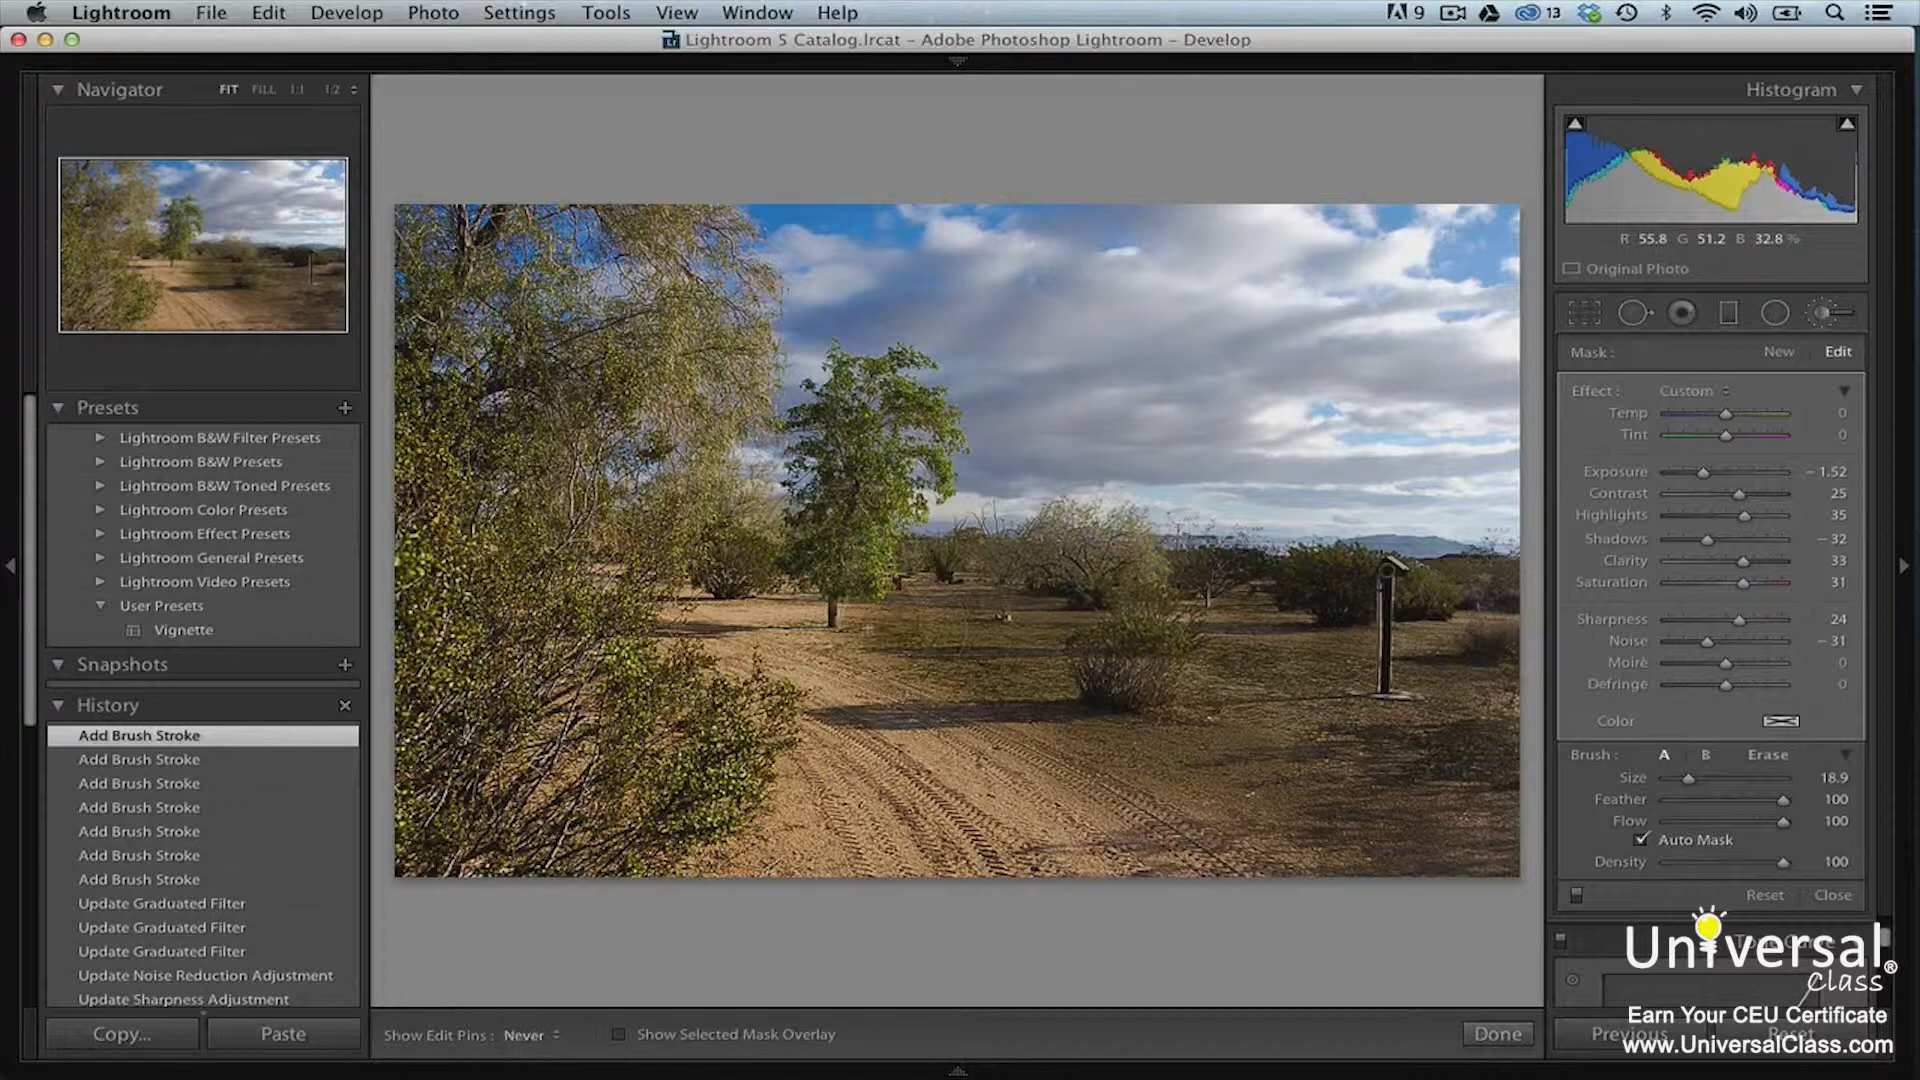 Lightroom File Edit Develop Photo Settings Tools View Window Help 9 13
Lightroom 5 Catalog.lrcat - Adobe Photoshop Lightroom - Develop
Navigator FIT FILL 1:1 1:2
Presets
Lightroom B&W Filter Presets
Lightroom B&W Presets
Lightroom B&W Toned Presets
Lightroom Color Presets
Lightroom Effect Presets
Lightroom General Presets
Lightroom Video Presets
User Presets
Vignette
Snapshots
History
Add Brush Stroke
Add Brush Stroke
Add Brush Stroke
Add Brush Stroke
Add Brush Stroke
Add Brush Stroke
Add Brush Stroke
Update Graduated Filter
Update Graduated Filter
Update Graduated Filter
Update Noise Reduction Adjustment
Update Sharpness Adjustment
Copy... Paste
Show Edit Pins : Never Show Selected Mask Overlay Done
Histogram
R 55.8 G 51.2 B 32.8 %
Original Photo
Mask : New Edit
Effect : Custom
Temp 0
Tint 0
Exposure - 1.52
Contrast 25
Highlights 35
Shadows - 32
Clarity 33
Saturation 31
Sharpness 24
Noise - 31
Moiré 0
Defringe 0
Color
Brush : A B Erase
Size 18.9
Feather 100
Flow 100
Auto Mask
Density 100
Reset Close
Tone Curve
Universal®
Class
Earn Your CEU Certificate
Previous Reset
www.UniversalClass.com